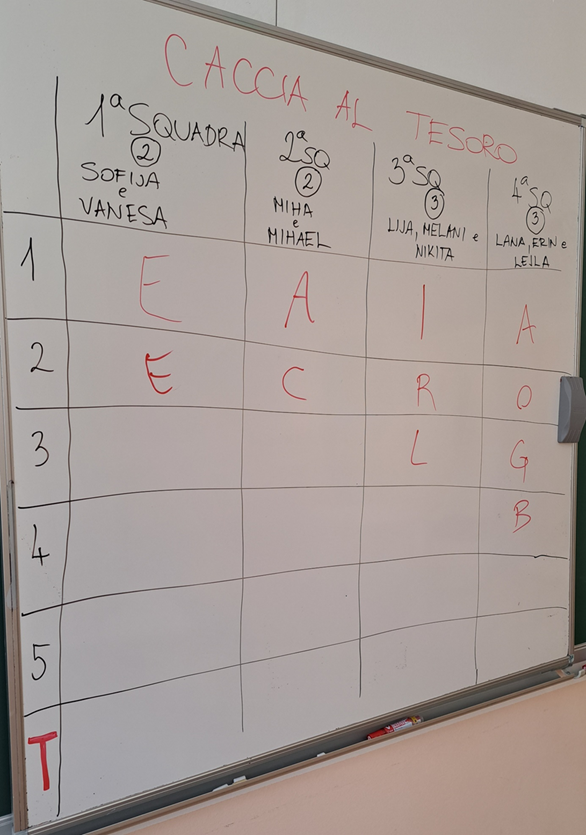 CACCIA AL TESORO
1ª SQUADRA
2
SOFIJA
e
VANESA
2ª SQ
2
MIHA
e
MIHAEL
3ª SQ
3
LIJA, MELANI e
NIKITA
4ª SQ
3
LANA, ERIN e
LEJLA
1 E A I A
2 E C R O
3 L G
4 B
5
T